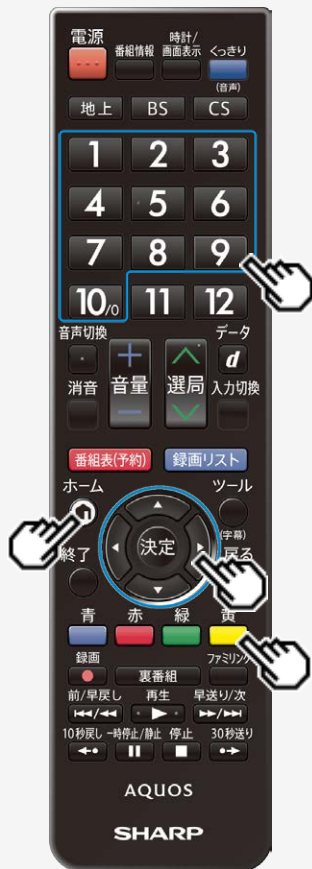 電源
番組情報
時計/
画面表示
くっきり
(音声)
地上 BS CS
1 2 3
4 5 6
7 8 9
10/0 11 12
音声切換
データ
+ d
消音 音量 選局 入力切換
−
番組表(予約) 録画リスト
ホーム ツール
(字幕)
終了 決定 戻る
青 赤 緑 黄
録画 ファミリンク
裏番組
前/早戻し 再生 早送り/次
10秒戻し 一時停止/静止 停止 30秒送り
AQUOS
SHARP